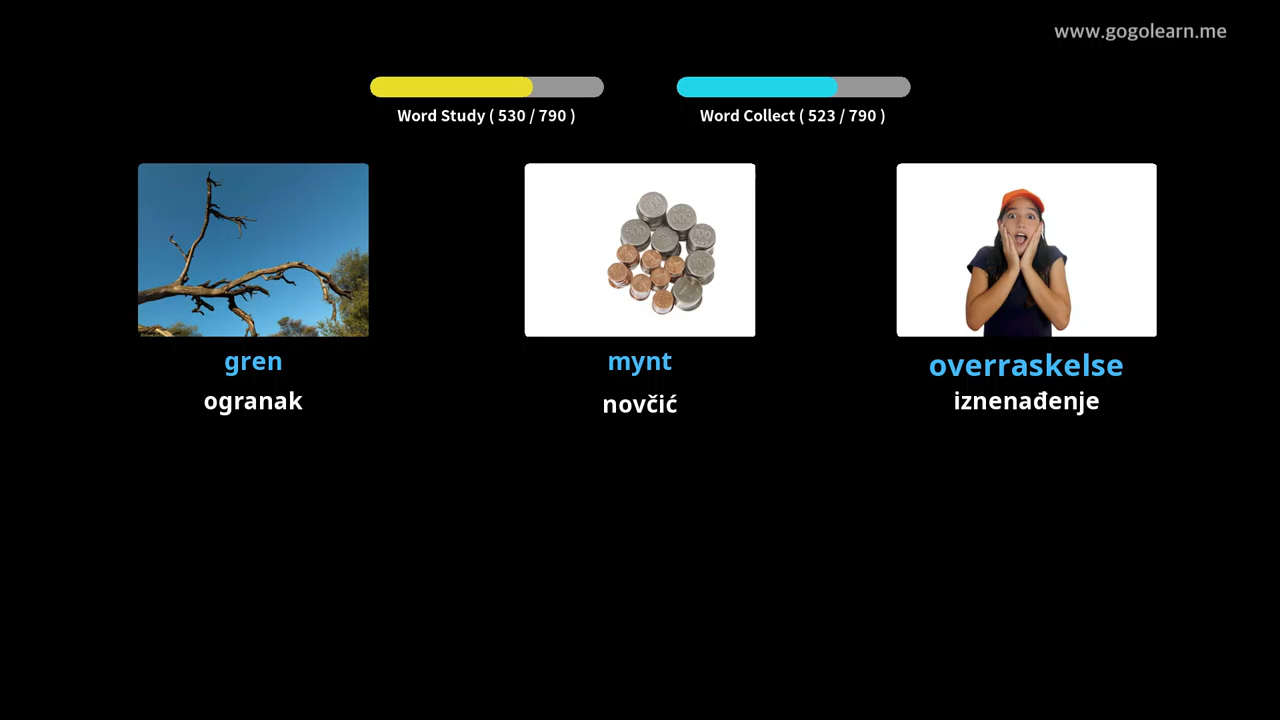 www.gogolearn.me
Word Study ( 530 / 790 )
Word Collect ( 523 / 790 )
gren
mynt
overraskelse
ogranak
novčić
iznenađenje